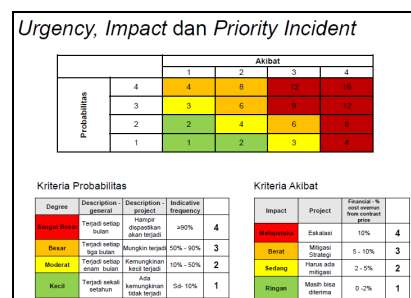 Urgency, Impact dan Priority Incident
Akibat
1 2 3 4
Probabilitas
4 4 8 12 16
3 3 6 9 12
2 2 4 6 8
1 1 2 3 4
Kriteria Probabilitas
Degree Description - general Description - project Indicative frequency
Sangat Besar Terjadi setiap bulan Hampir dispastikan akan terjadi ≥90% 4
Besar Terjadi setiap tiga bulan Mungkin terjadi 50% - 90% 3
Moderat Terjadi setiap enam bulan Kemungkinan kecil terjadi 10% - 50% 2
Kecil Terjadi sekali setahun Ada kemungkinan tidak terjadi Sd- 10% 1
Kriteria Akibat
Impact Project Financial - % cost overrun from contract price
Malapetaka Eskalasi 10% 4
Berat Mitigasi Strategi 5 - 10% 3
Sedang Harus ada mitigasi 2 - 5% 2
Ringan Masih bisa diterima 0 -2% 1